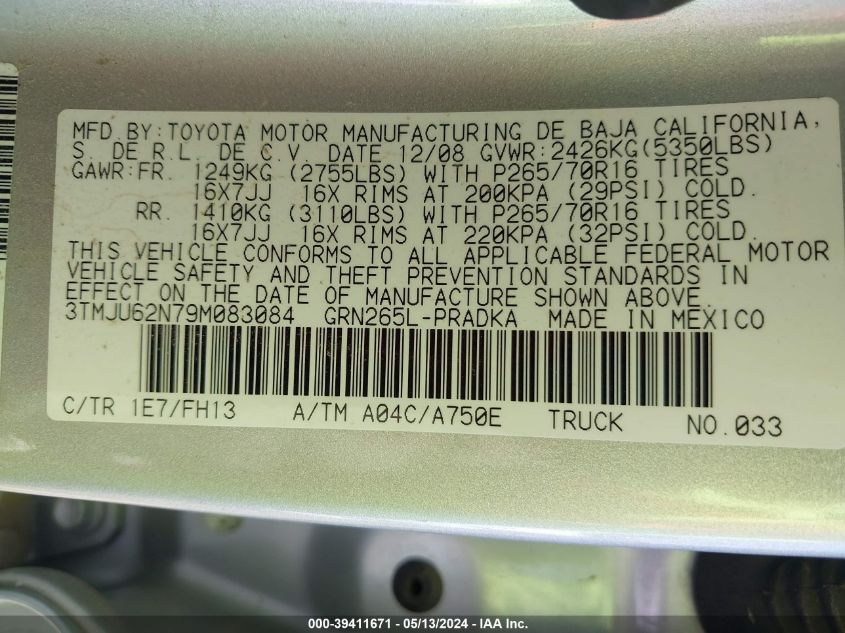 MFD. BY: TOYOTA MOTOR MANUFACTURING DE BAJA CALIFORNIA,
S. DE R.L. DE C.V. DATE 12/08 GVWR:2426KG(5350LBS)
GAWR:FR. 1249KG (2755LBS) WITH P265/70R16 TIRES
16X7JJ 16X RIMS AT 200KPA (29PSI) COLD.
RR. 1410KG (3110LBS) WITH P265/70R16 TIRES
16X7JJ 16X RIMS AT 220KPA (32PSI) COLD.
THIS VEHICLE CONFORMS TO ALL APPLICABLE FEDERAL MOTOR
VEHICLE SAFETY AND THEFT PREVENTION STANDARDS IN
EFFECT ON THE DATE OF MANUFACTURE SHOWN ABOVE.
3TMJU62N79M083084 GRN265L-PRADKA MADE IN MEXICO
C/TR 1E7/FH13 A/TM A04C/A750E TRUCK NO.033
000-39411671 - 05/13/2024 - IAA Inc.